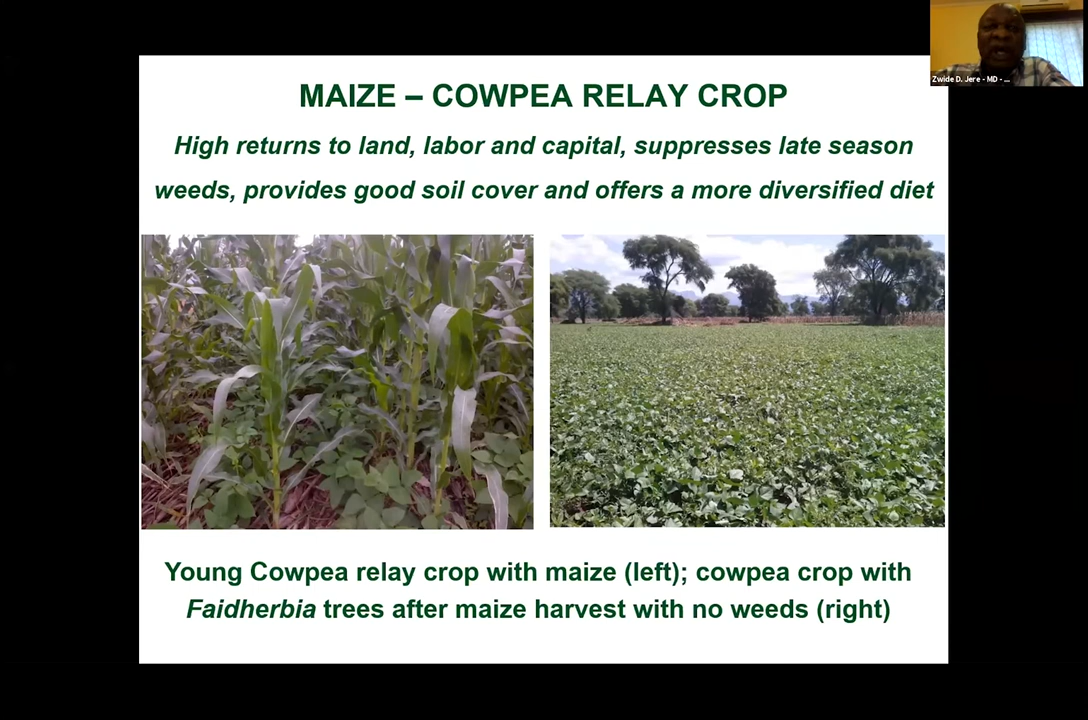 Zwide D. Jere - MD - ...
MAIZE – COWPEA RELAY CROP
High returns to land, labor and capital, suppresses late season
weeds, provides good soil cover and offers a more diversified diet
Young Cowpea relay crop with maize (left); cowpea crop with
Faidherbia trees after maize harvest with no weeds (right)